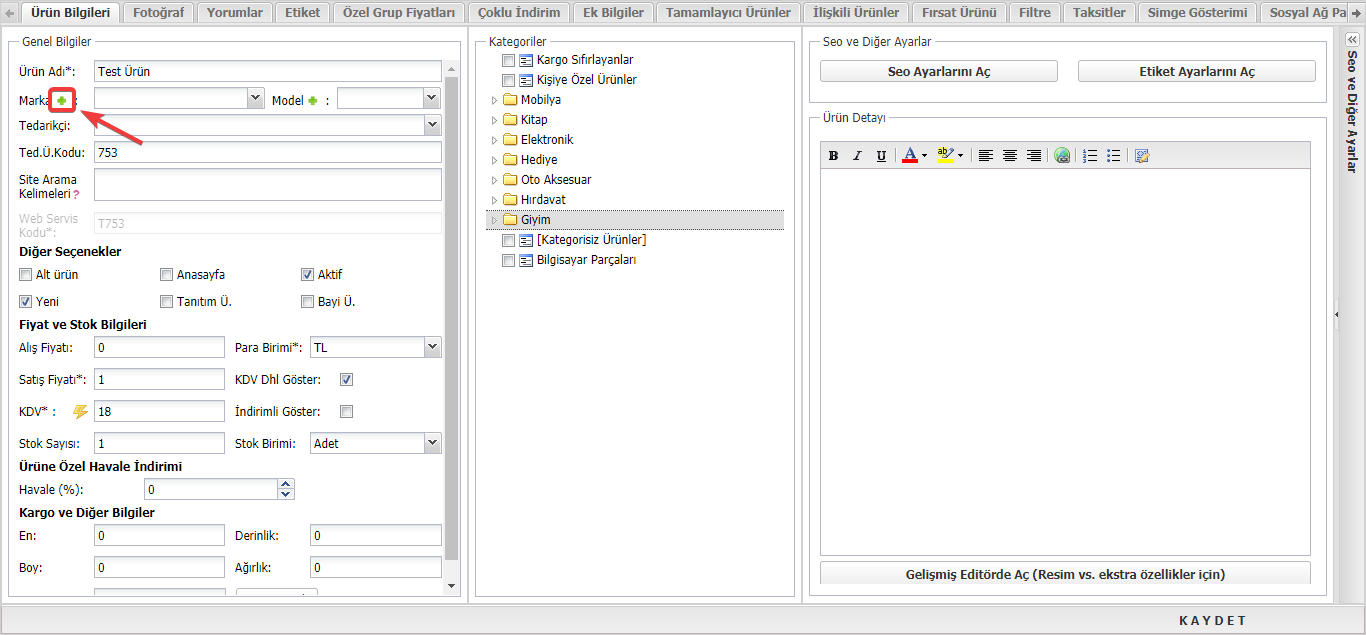 Ürün Bilgileri Fotoğraf Yorumlar Etiket Özel Grup Fiyatları Çoklu İndirim Ek Bilgiler Tamamlayıcı Ürünler İlişkili Ürünler Fırsat Ürünü Filtre Taksitler Simge Gösterimi Sosyal Ağ Pa
Genel Bilgiler
Ürün Adı*: Test Ürün
Marka : Model :
Tedarikçi:
Ted.Ü.Kodu: 753
Site Arama
Kelimeleri ?
Web Servis
Kodu*: T753
Diğer Seçenekler
Alt ürün Anasayfa Aktif
Yeni Tanıtım Ü. Bayi Ü.
Fiyat ve Stok Bilgileri
Alış Fiyatı: 0 Para Birimi*: TL
Satış Fiyatı*: 1 KDV Dhl Göster:
KDV* : 18 İndirimli Göster:
Stok Sayısı: 1 Stok Birimi: Adet
Ürüne Özel Havale İndirimi
Havale (%): 0
Kargo ve Diğer Bilgiler
En: 0 Derinlik: 0
Boy: 0 Ağırlık: 0
Kategoriler
Kargo Sıfırlayanlar
Kişiye Özel Ürünler
Mobilya
Kitap
Elektronik
Hediye
Oto Aksesuar
Hırdavat
Giyim
[Kategorisiz Ürünler]
Bilgisayar Parçaları
Seo ve Diğer Ayarlar
Seo Ayarlarını Aç Etiket Ayarlarını Aç
Ürün Detayı
B I U A ab
Gelişmiş Editörde Aç (Resim vs. ekstra özellikler için)
Seo ve Diğer Ayarlar
KAYDET